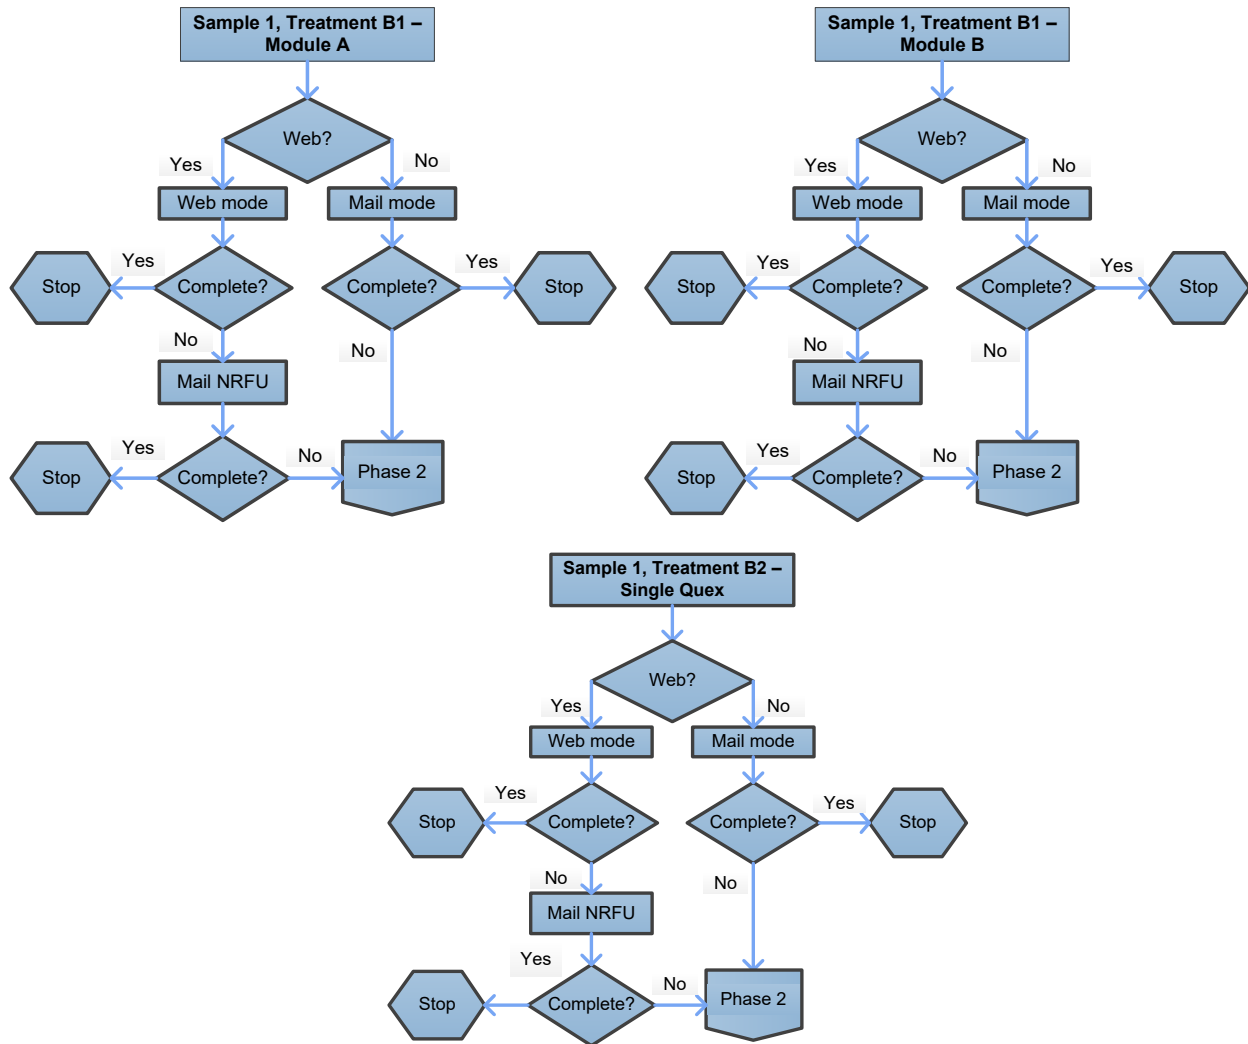 Sample 1, Treatment B1 –
Module A
Web?
Yes
No
Web mode
Mail mode
Stop
Yes
Complete?
Complete?
Yes
Stop
No
No
Mail NRFU
Stop
Yes
Complete?
No
Phase 2
Sample 1, Treatment B1 –
Module B
Web?
Yes
No
Web mode
Mail mode
Stop
Yes
Complete?
Complete?
Yes
Stop
No
No
Mail NRFU
Stop
Yes
Complete?
No
Phase 2
Sample 1, Treatment B2 –
Single Quex
Web?
Yes
No
Web mode
Mail mode
Stop
Yes
Complete?
Complete?
Yes
Stop
No
No
Mail NRFU
Stop
Yes
Complete?
No
Phase 2